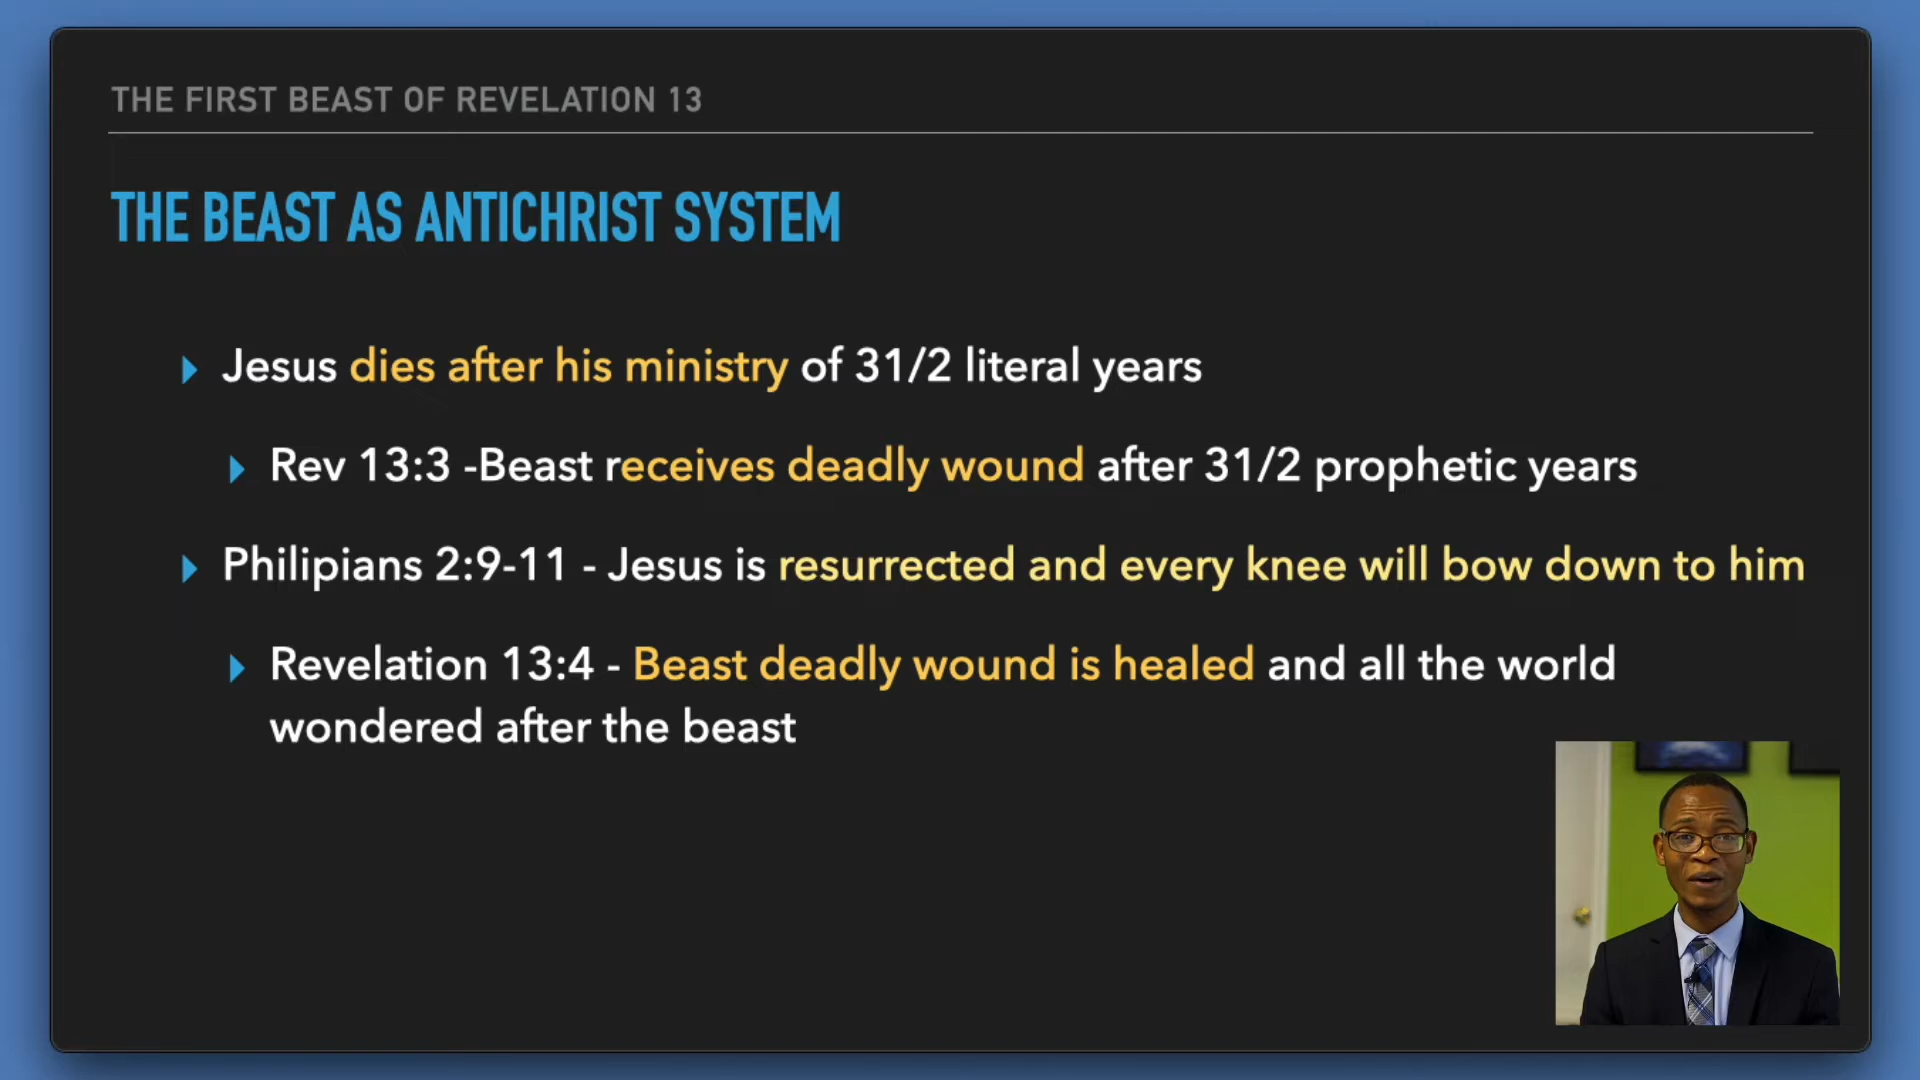 THE FIRST BEAST OF REVELATION 13
THE BEAST AS ANTICHRIST SYSTEM
Jesus dies after his ministry of 31/2 literal years
Rev 13:3 -Beast receives deadly wound after 31/2 prophetic years
Philipians 2:9-11 - Jesus is resurrected and every knee will bow down to him
Revelation 13:4 - Beast deadly wound is healed and all the world
wondered after the beast